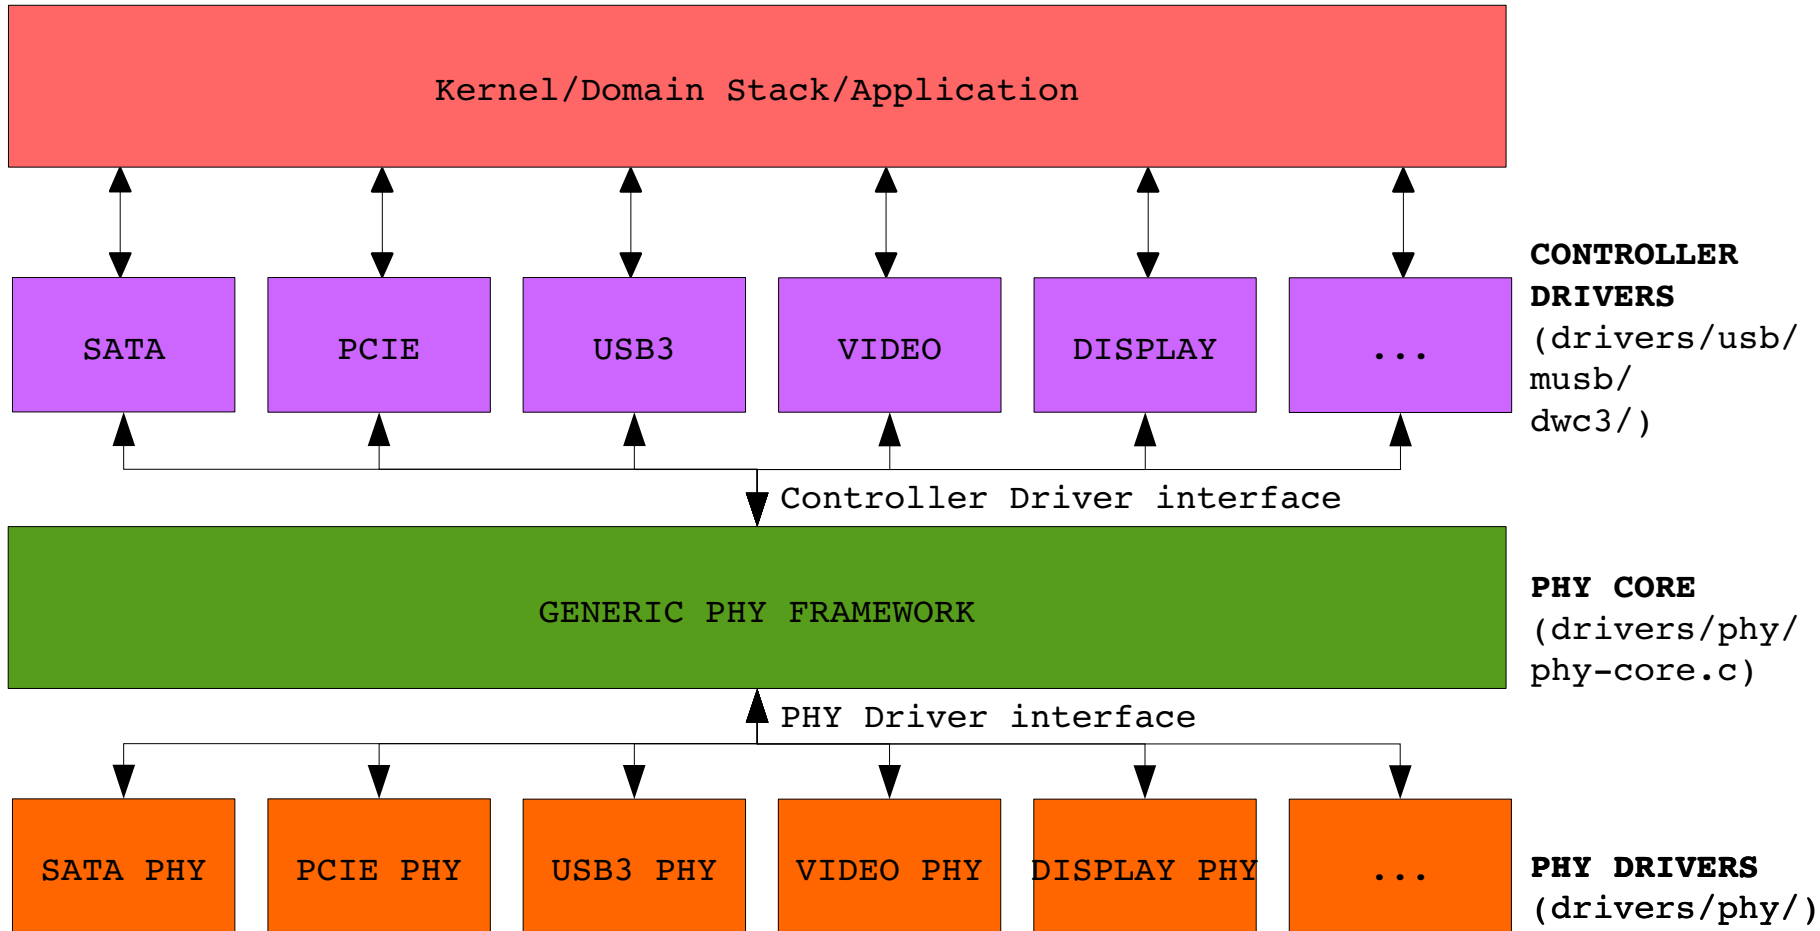 Kernel/Domain Stack/Application
CONTROLLER
DRIVERS
(drivers/usb/
musb/
dwc3/)
SATA
PCIE
USB3
VIDEO
DISPLAY
...
Controller Driver interface
GENERIC PHY FRAMEWORK
PHY CORE
(drivers/phy/
phy-core.c)
PHY Driver interface
SATA PHY
PCIE PHY
USB3 PHY
VIDEO PHY
DISPLAY PHY
...
PHY DRIVERS
(drivers/phy/)